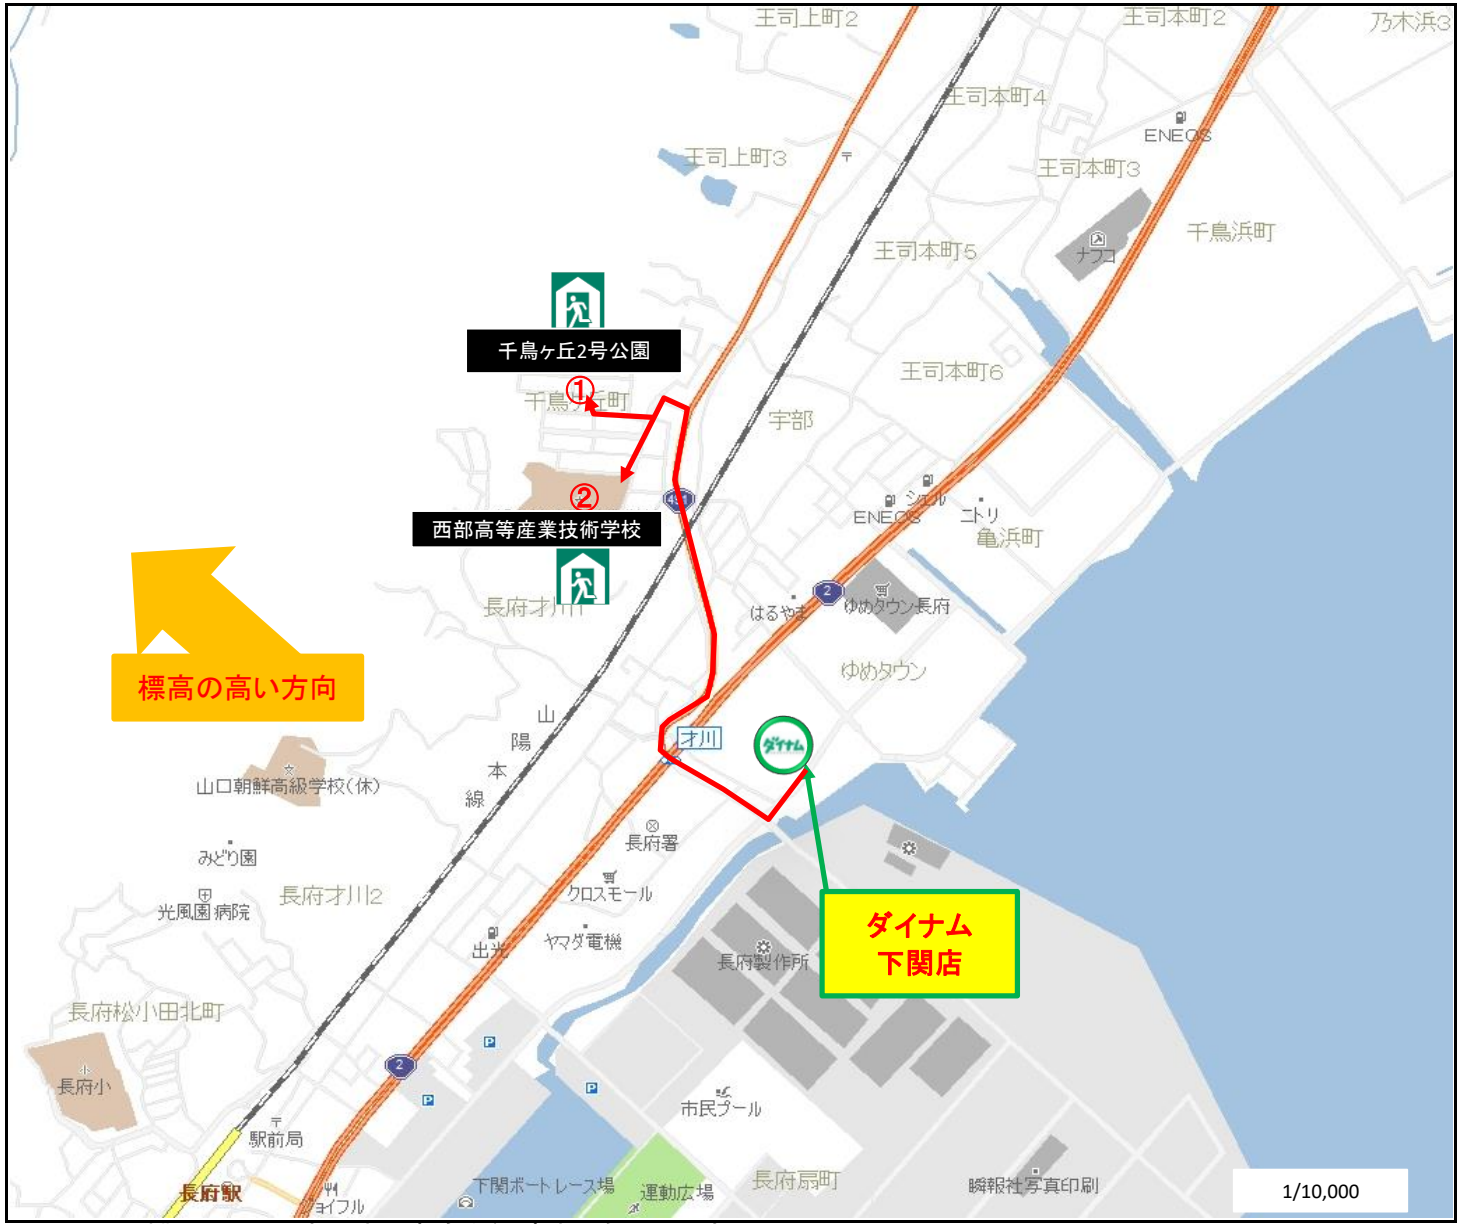 王司上町2
王司本町2
乃木浜3
王司本町4
ENEOS
王司上町3
〒
王司本町3
千鳥浜町
ナフコ
王司本町5
千鳥ヶ丘2号公園
①
千鳥ヶ丘町
王司本町6
宇部
②
491
シェル
ENEOS
ニトリ
西部高等産業技術学校
亀浜町
2
ゆめタウン長府
はるやま
長府才川1
ゆめタウン
標高の高い方向
山陽本線
才川
ダイナム
山口朝鮮高級学校(休)
長府署
みどり園
長府才川2
クロスモール
光風園病院
出光
ヤマダ電機
ダイナム
下関店
長府製作所
長府松小田北町
P
2
長府小
P
P
市民プール
〒
駅前局
長府駅
下関ボートレース場
運動広場
長府扇町
瞬報社写真印刷
1/10,000
ョイフル